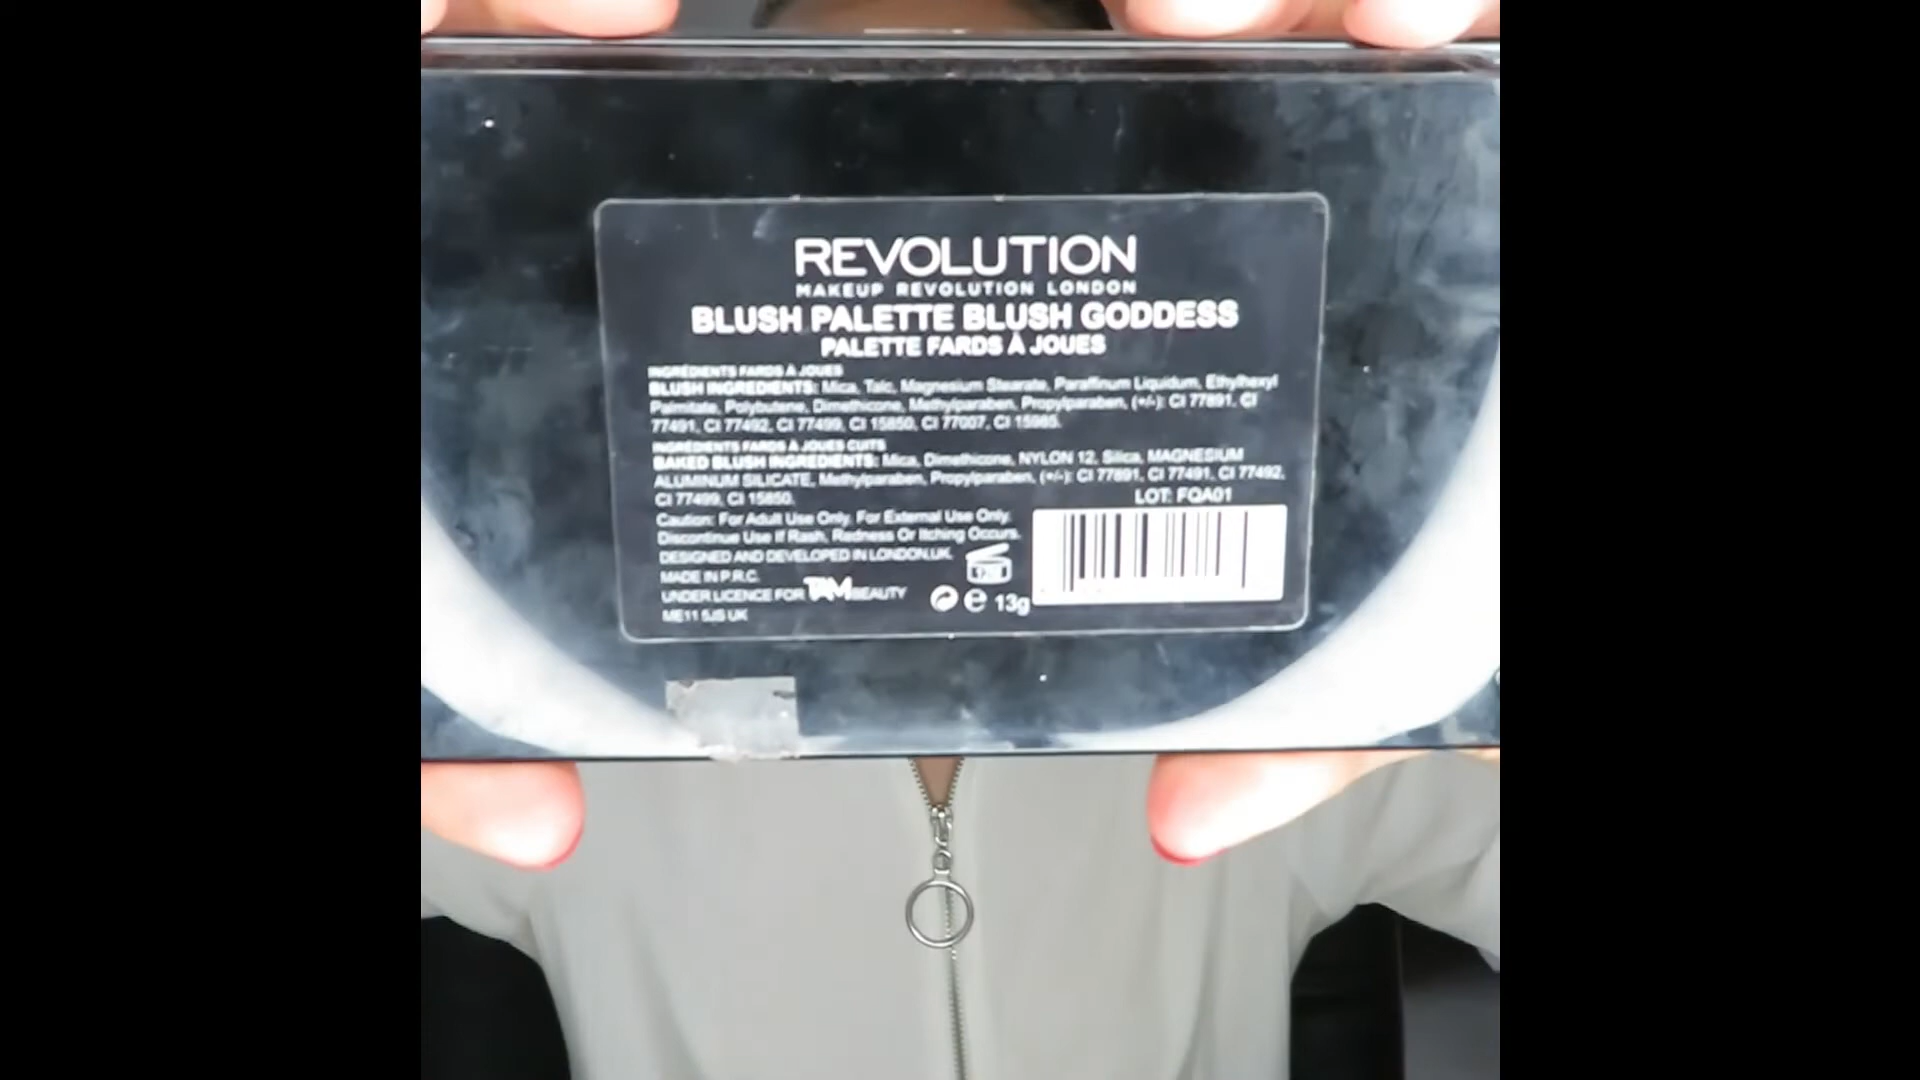 REVOLUTION
MAKEUP REVOLUTION LONDON
BLUSH PALETTE BLUSH GODDESS
PALETTE FARDS À JOUES
INGRÉDIENTS FARDS À JOUES
BLUSH INGREDIENTS: Mica, Talc, Magnesium Stearate, Paraffinum Liquidum, Ethylhexyl
Palmitate, Polybutene, Dimethicone, Methylparaben, Propylparaben, (+/-): CI 77891, CI
77491, CI 77492, CI 77499, CI 15850, CI 77007, CI 15985.
INGRÉDIENTS FARDS À JOUES CUITS
BAKED BLUSH INGREDIENTS: Mica, Dimethicone, NYLON 12, Silica, MAGNESIUM
ALUMINUM SILICATE, Methylparaben, Propylparaben, (+/-): CI 77891, CI 77491, CI 77492,
CI 77499, CI 15850.
LOT: FQA01
Caution: For Adult Use Only. For External Use Only.
Discontinue Use If Rash, Redness Or Itching Occurs.
DESIGNED AND DEVELOPED IN LONDON,UK.
MADE IN P.R.C.
UNDER LICENCE FOR TAM BEAUTY
ME11 5JS UK
e 13g